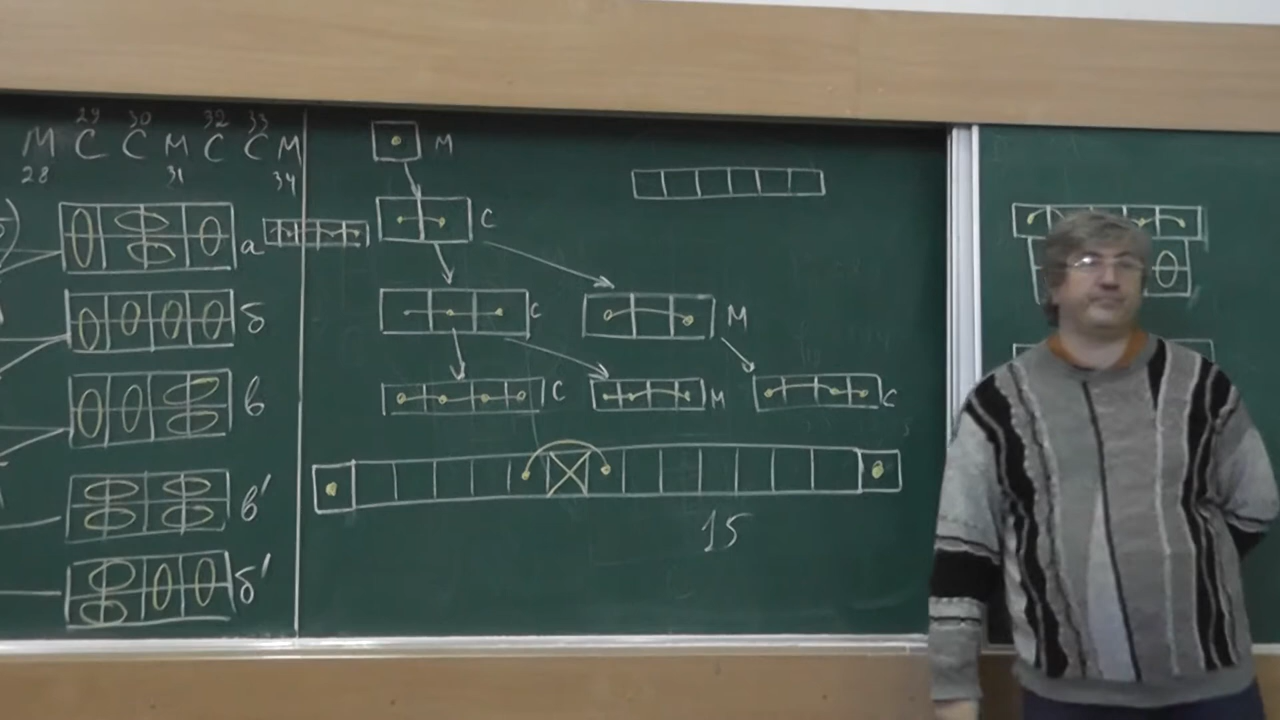 29 30 32 33
М С С М С С М
28 31 34
М
С
а
б
С
М
в
С
М
С
в'
15
б'